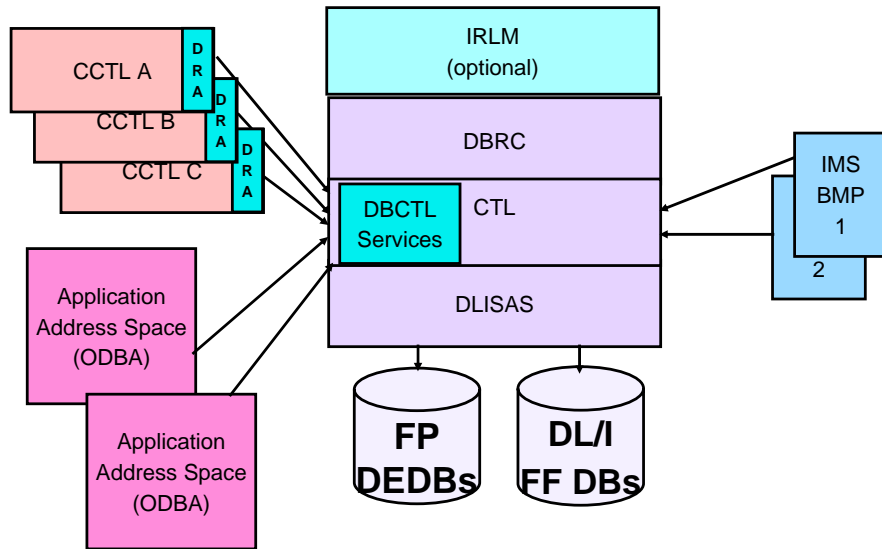 CCTL A
D
R
A
CCTL B
D
R
A
CCTL C
D
R
A
IRLM
(optional)
DBRC
DBCTL
Services
CTL
DLISAS
IMS
BMP
1
2
Application
Address Space
(ODBA)
Application
Address Space
(ODBA)
FP
DEDBs
DL/I
FF DBs